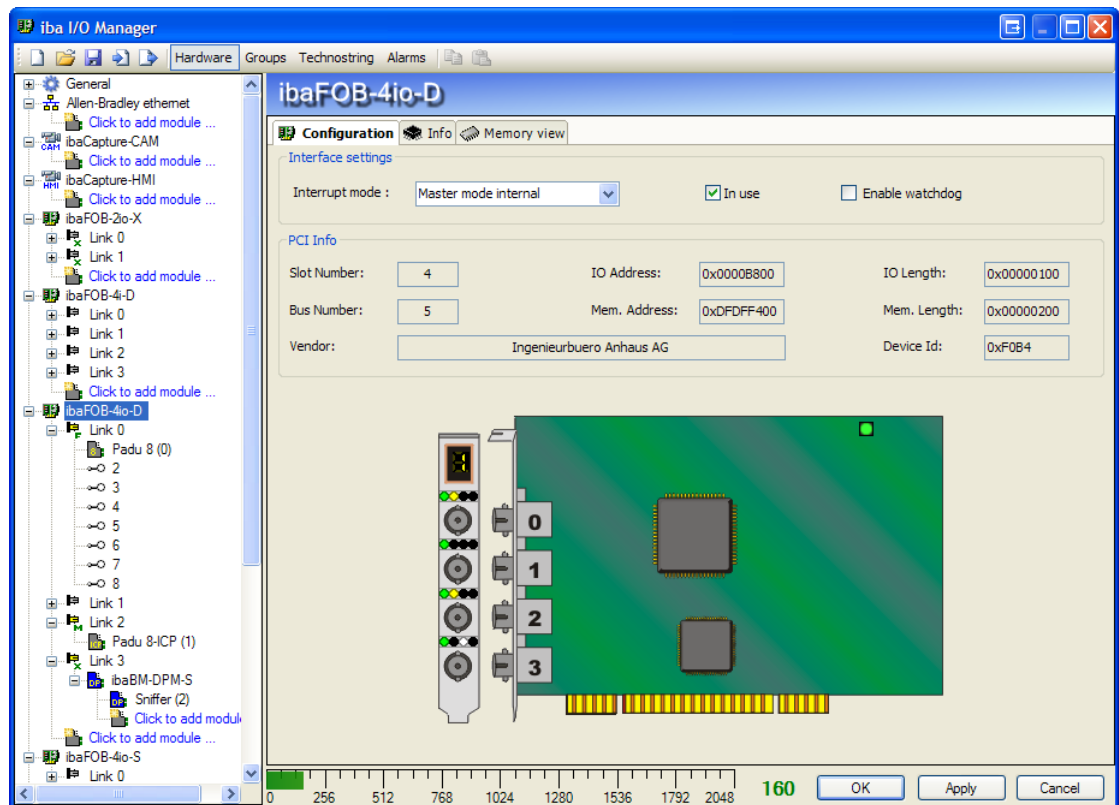 iba I/O Manager
Hardware Groups Technostring Alarms
General
Allen-Bradley ethernet
Click to add module ...
ibaCapture-CAM
CAM
Click to add module ...
ibaCapture-HMI
HMI
Click to add module ...
ibaFOB-2io-X
Link 0
X
Link 1
X
Click to add module ...
ibaFOB-4i-D
Link 0
Link 1
Link 2
Link 3
Click to add module ...
ibaFOB-4io-D
Link 0
F
Padu 8 (0)
8
2
3
4
5
6
7
8
Link 1
Link 2
M
Padu 8-ICP (1)
ICP
Link 3
X
ibaBM-DPM-S
DP
Sniffer (2)
DP
Click to add modul
Click to add module ...
ibaFOB-4io-S
Link 0
ibaFOB-4io-D
Configuration Info Memory view
Interface settings
Interrupt mode : Master mode internal In use Enable watchdog
PCI Info
Slot Number: 4 IO Address: 0x0000B800 IO Length: 0x00000100
Bus Number: 5 Mem. Address: 0xDFDFF400 Mem. Length: 0x00000200
Vendor: Ingenieurbuero Anhaus AG Device Id: 0xF0B4
0
1
2
3
0 256 512 768 1024 1280 1536 1792 2048 160 OK Apply Cancel